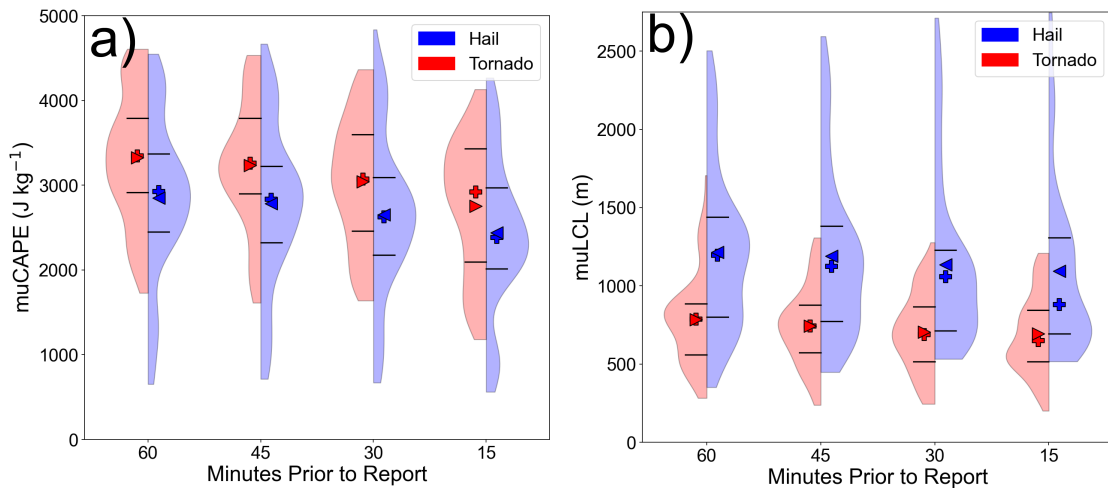 a)
Hail
Tornado
muCAPE (J kg⁻¹)
5000
4000
3000
2000
1000
0
60 45 30 15
Minutes Prior to Report
b)
Hail
Tornado
muLCL (m)
2500
2000
1500
1000
500
0
60 45 30 15
Minutes Prior to Report